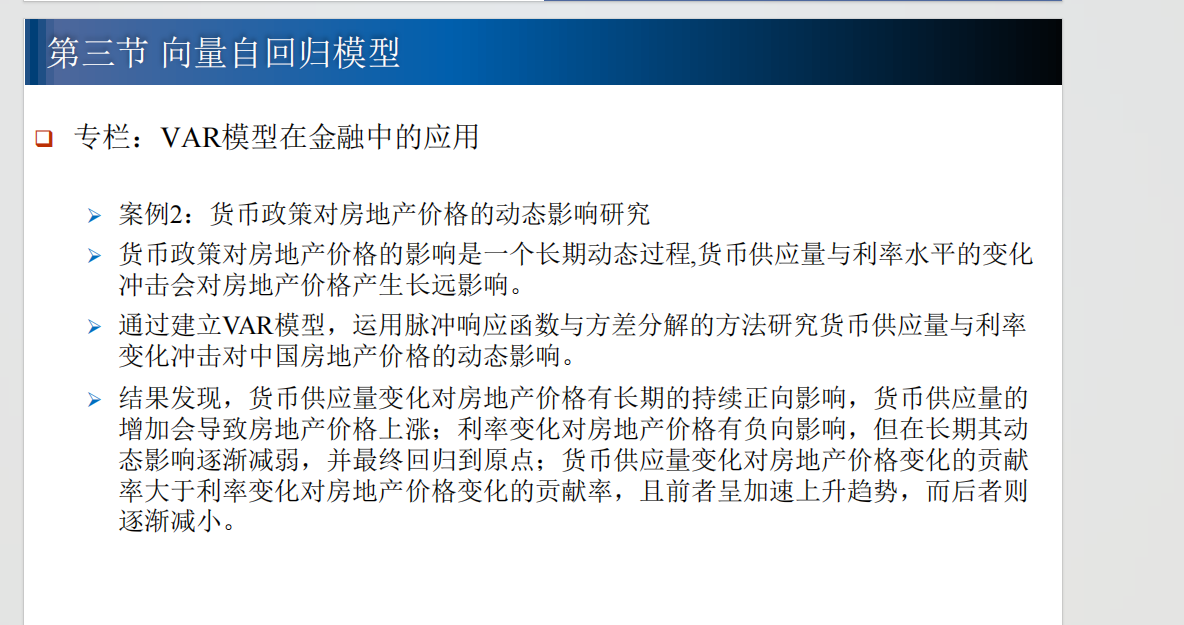 第三节 向量自回归模型
专栏：VAR模型在金融中的应用
案例2：货币政策对房地产价格的动态影响研究
货币政策对房地产价格的影响是一个长期动态过程,货币供应量与利率水平的变化
冲击会对房地产价格产生长远影响。
通过建立VAR模型，运用脉冲响应函数与方差分解的方法研究货币供应量与利率
变化冲击对中国房地产价格的动态影响。
结果发现，货币供应量变化对房地产价格有长期的持续正向影响，货币供应量的
增加会导致房地产价格上涨；利率变化对房地产价格有负向影响，但在长期其动
态影响逐渐减弱，并最终回归到原点；货币供应量变化对房地产价格变化的贡献
率大于利率变化对房地产价格变化的贡献率，且前者呈加速上升趋势，而后者则
逐渐减小。